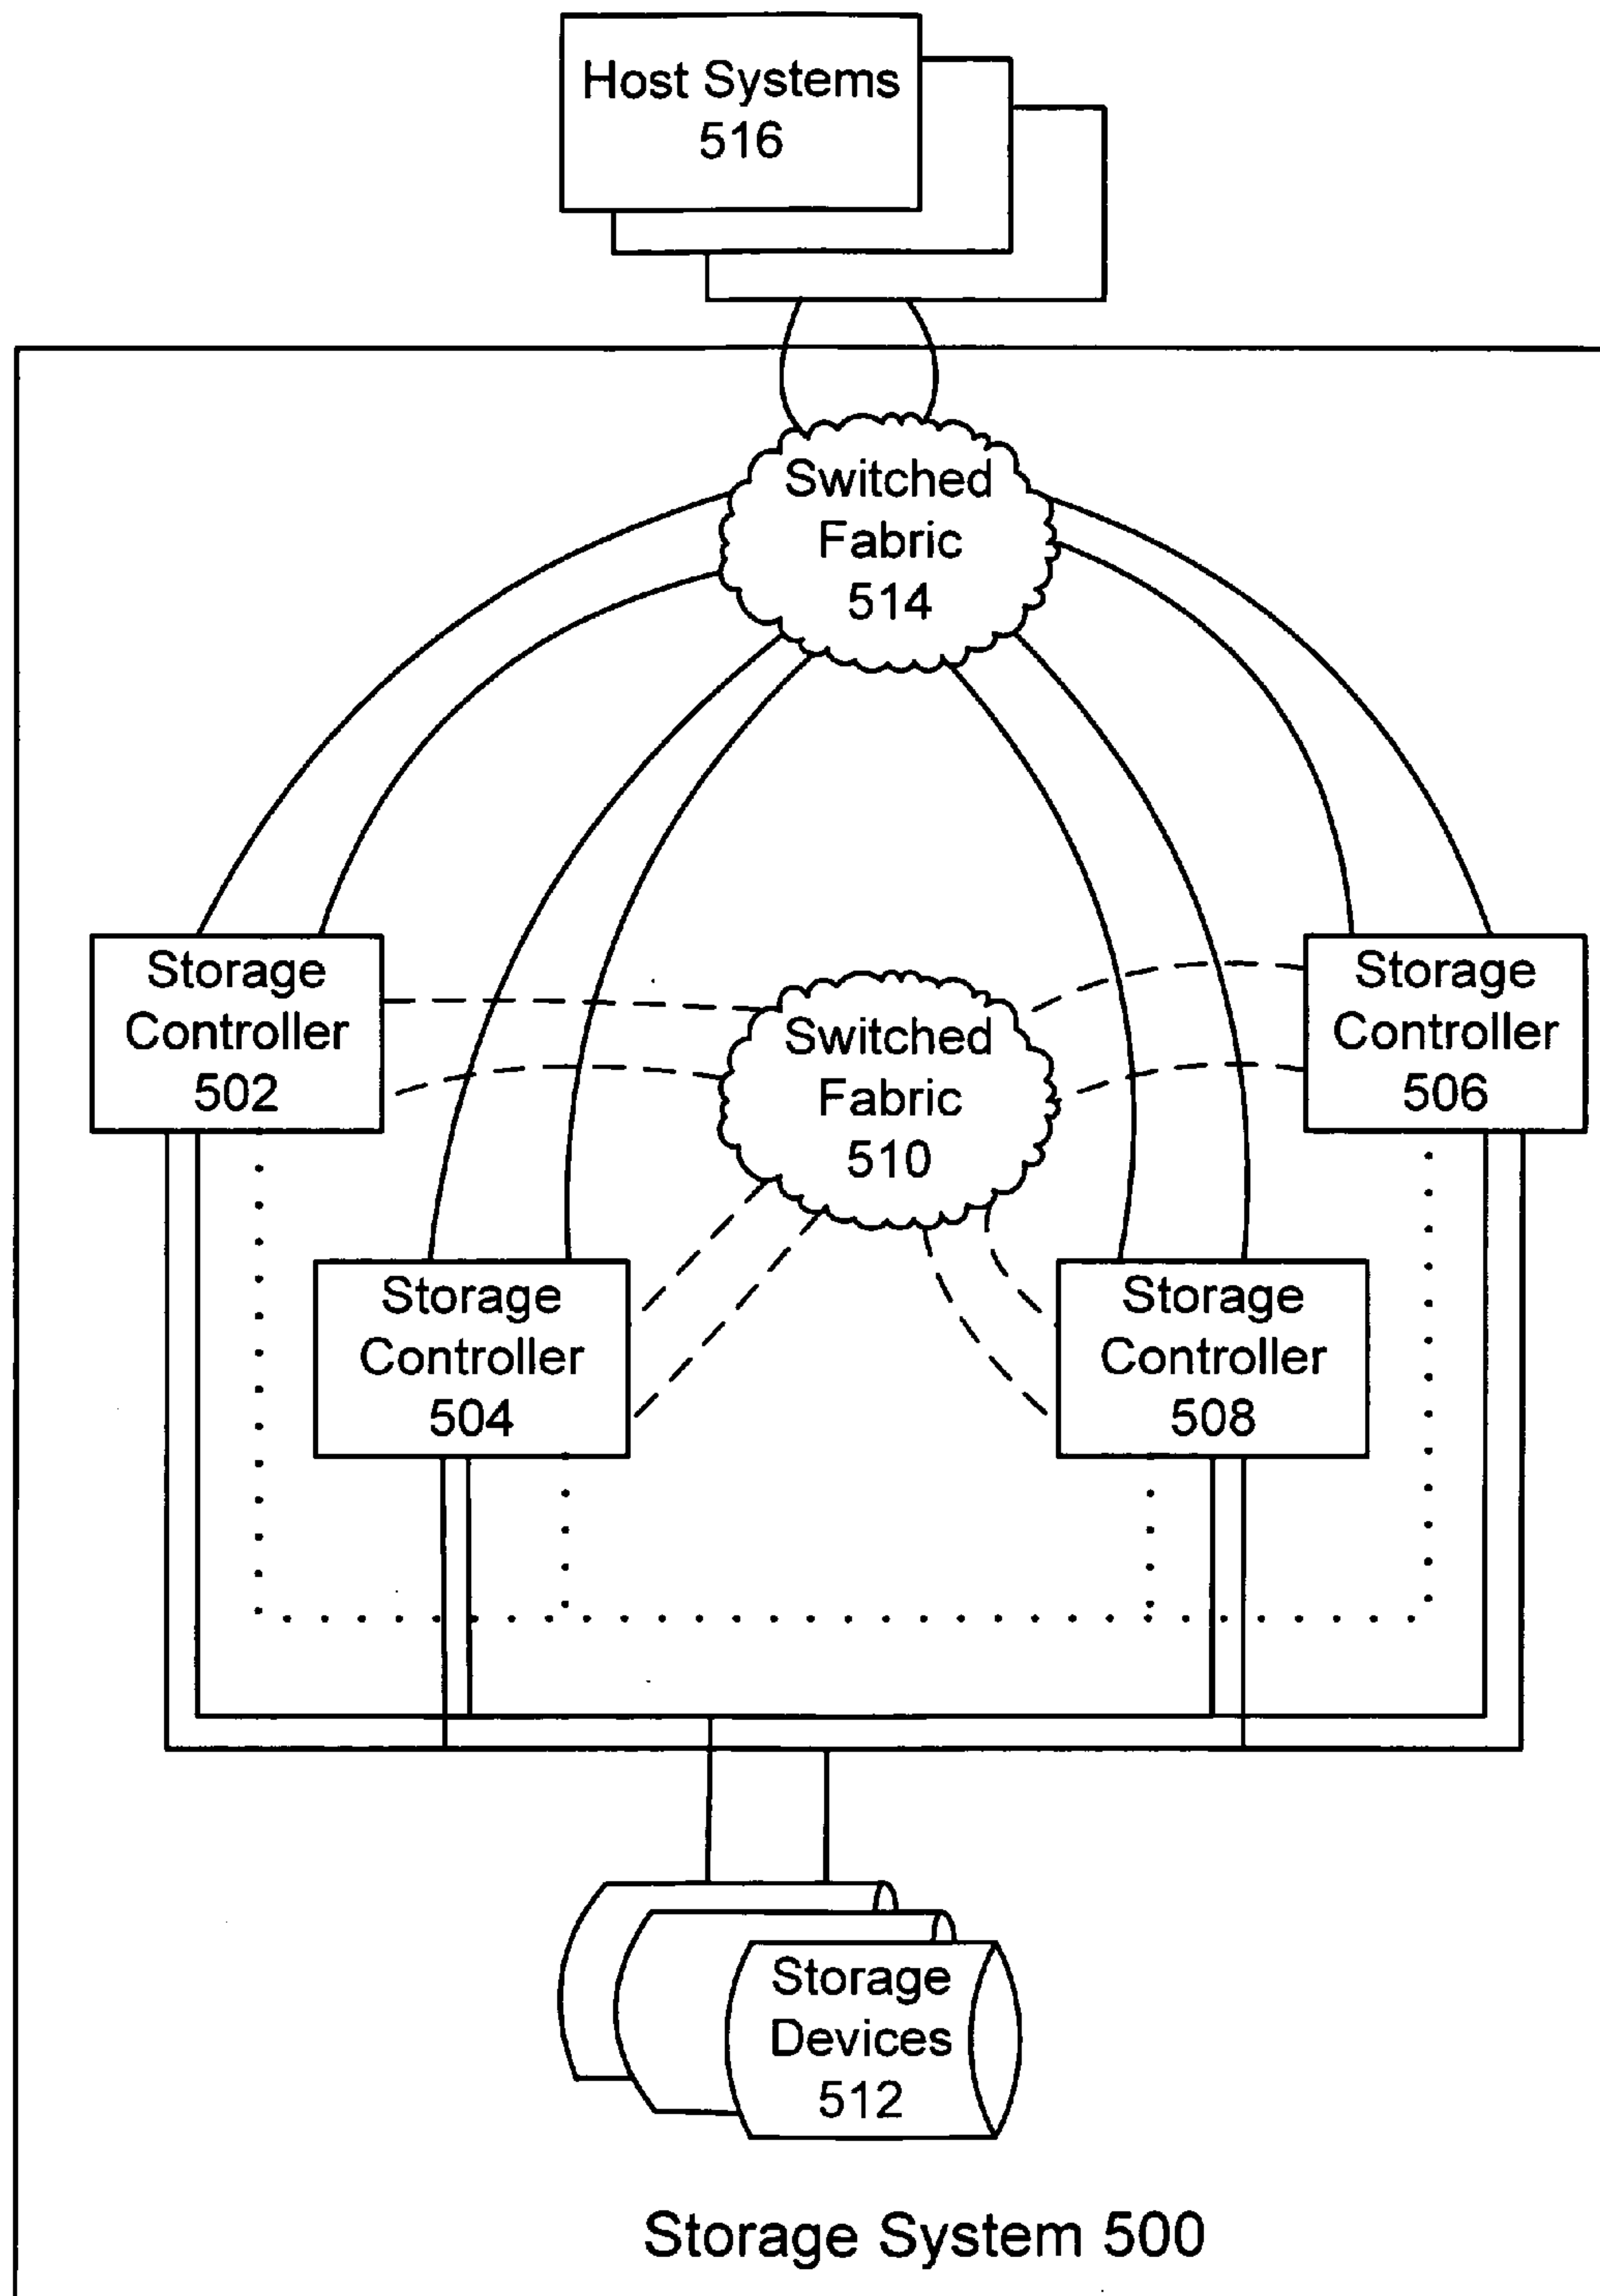 Host Systems
516
Switched
Fabric
514
Storage
Controller
502
Switched
Fabric
510
Storage
Controller
506
Storage
Controller
504
Storage
Controller
508
Storage
Devices
512
Storage System 500